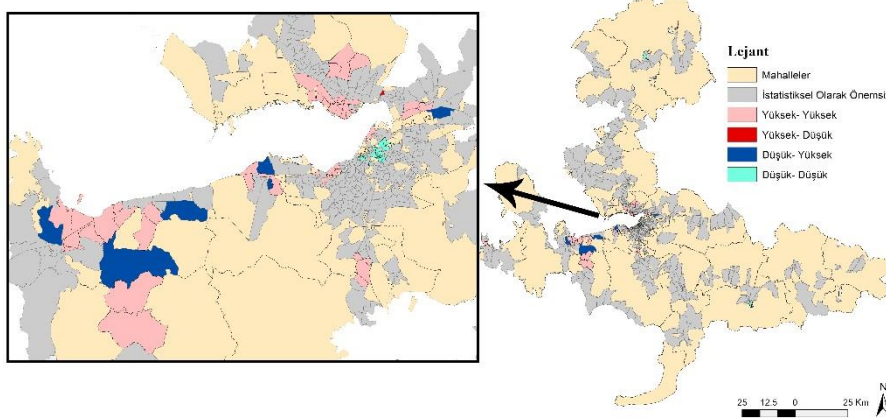 Lejant
Mahalleler
İstatistiksel Olarak Önemsi
Yüksek- Yüksek
Yüksek- Düşük
Düşük- Yüksek
Düşük- Düşük
N
25 12.5 0 25 Km